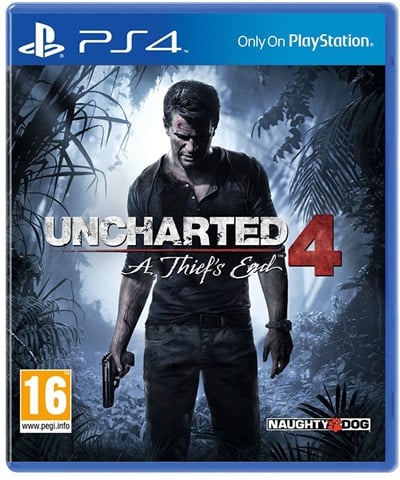 PS4
Only On PlayStation®
UNCHARTED 4
A Thief's End
16
www.pegi.info
NAUGHTY DOG